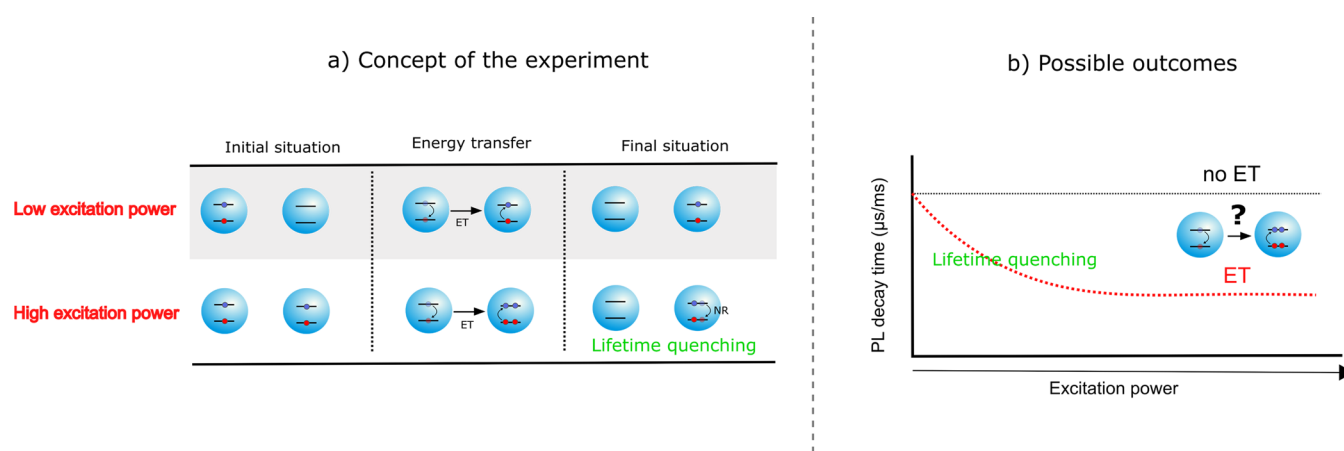 a) Concept of the experiment
Initial situation
Energy transfer
Final situation
Low excitation power
ET
High excitation power
ET
NR
Lifetime quenching
b) Possible outcomes
PL decay time (µs/ms)
no ET
?
Lifetime quenching
ET
Excitation power